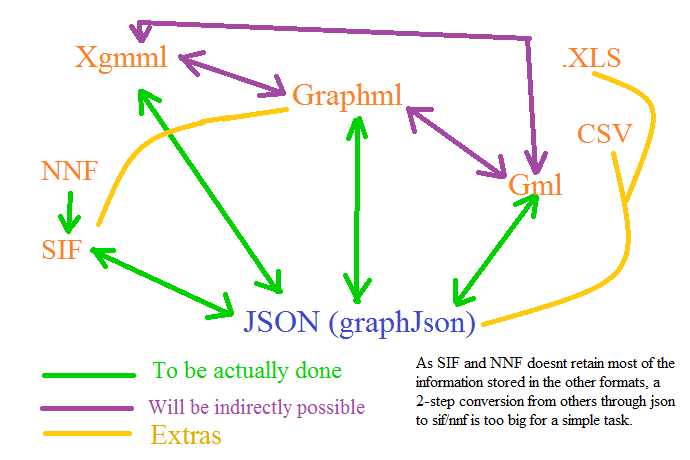 Xgmml
.XLS
Graphml
CSV
NNF
Gml
SIF
JSON (graphJson)
To be actually done
Will be indirectly possible
Extras
As SIF and NNF doesnt retain most of the
information stored in the other formats, a
2-step conversion from others through json
to sif/nnf is too big for a simple task.